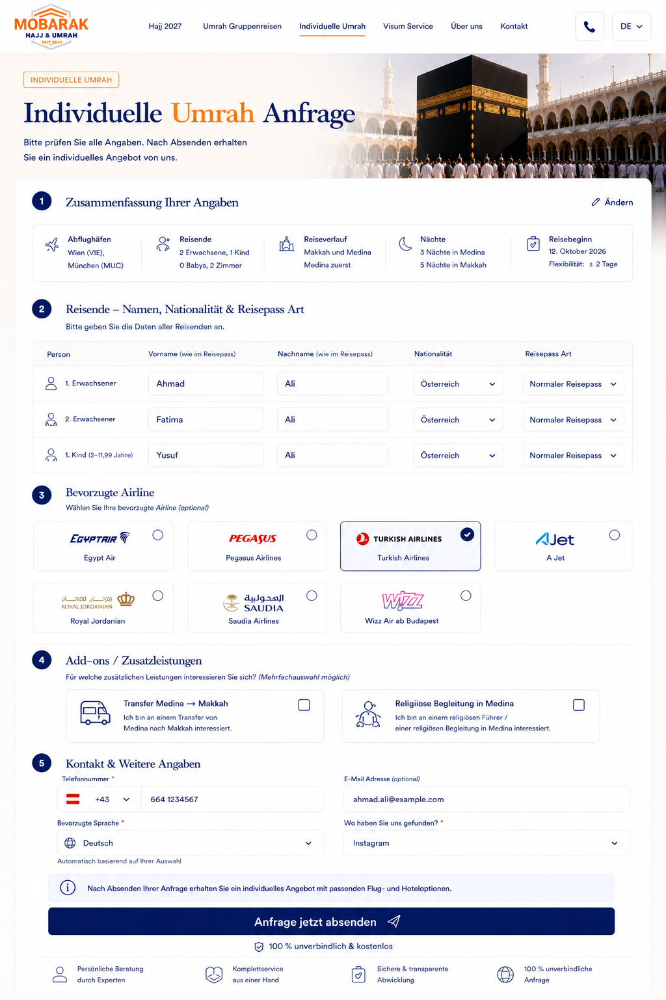 MOBARAK
HAJJ & UMRAH
Hajj 2027
Umrah Gruppenreisen
Individuelle Umrah
Visum Service
Über uns
Kontakt
DE
INDIVIDUELLE UMRAH
Individuelle Umrah Anfrage
Bitte prüfen Sie alle Angaben. Nach Absenden erhalten
Sie ein individuelles Angebot von uns.
1
Zusammenfassung Ihrer Angaben
Ändern
Abflughäfen
Wien (VIE),
München (MUC)
Reisende
2 Erwachsene, 1 Kind
0 Babys, 2 Zimmer
Reiseverlauf
Makkah und Medina
Medina zuerst
Nächte
3 Nächte in Medina
5 Nächte in Makkah
Reisebeginn
12. Oktober 2026
Flexibilität: ± 2 Tage
2
Reisende – Namen, Nationalität & Reisepass Art
Bitte geben Sie die Daten aller Reisenden an.
Person
Vorname (wie im Reisepass)
Nachname (wie im Reisepass)
Nationalität
Reisepass Art
1. Erwachsener
Ahmad
Ali
Österreich
Normaler Reisepass
2. Erwachsener
Fatima
Ali
Österreich
Normaler Reisepass
1. Kind (2–11,99 Jahre)
Yusuf
Ali
Österreich
Normaler Reisepass
3
Bevorzugte Airline
Wählen Sie Ihre bevorzugte Airline (optional)
EGYPTAIR
Egypt Air
PEGASUS
Pegasus Airlines
TURKISH AIRLINES
Turkish Airlines
AJet
A Jet
ROYAL JORDANIAN
Royal Jordanian
SAUDIA
Saudia Airlines
Wizz
Wizz Air ab Budapest
4
Add-ons / Zusatzleistungen
Für welche zusätzlichen Leistungen interessieren Sie sich? (Mehrfachauswahl möglich)
Transfer Medina → Makkah
Ich bin an einem Transfer von
Medina nach Makkah interessiert.
Religiöse Begleitung in Medina
Ich bin an einem religiösen Führer /
einer religiösen Begleitung in Medina interessiert.
5
Kontakt & Weitere Angaben
Telefonnummer *
+43
664 1234567
E-Mail Adresse (optional)
ahmad.ali@example.com
Bevorzugte Sprache *
Deutsch
Automatisch basierend auf Ihrer Auswahl
Wo haben Sie uns gefunden? *
Instagram
Nach Absenden Ihrer Anfrage erhalten Sie ein individuelles Angebot mit passenden Flug- und Hoteloptionen.
Anfrage jetzt absenden
100 % unverbindlich & kostenlos
Persönliche Beratung
durch Experten
Komplettservice
aus einer Hand
Sichere & transparente
Abwicklung
100 % unverbindliche
Anfrage